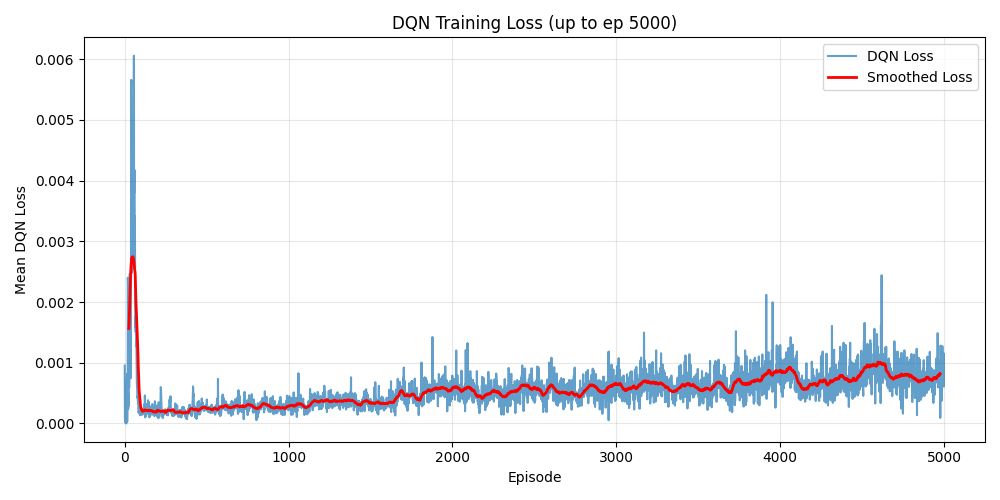 DQN Training Loss (up to ep 5000)
DQN Loss
Smoothed Loss
Mean DQN Loss
0.006
0.005
0.004
0.003
0.002
0.001
0.000
0 1000 2000 3000 4000 5000
Episode